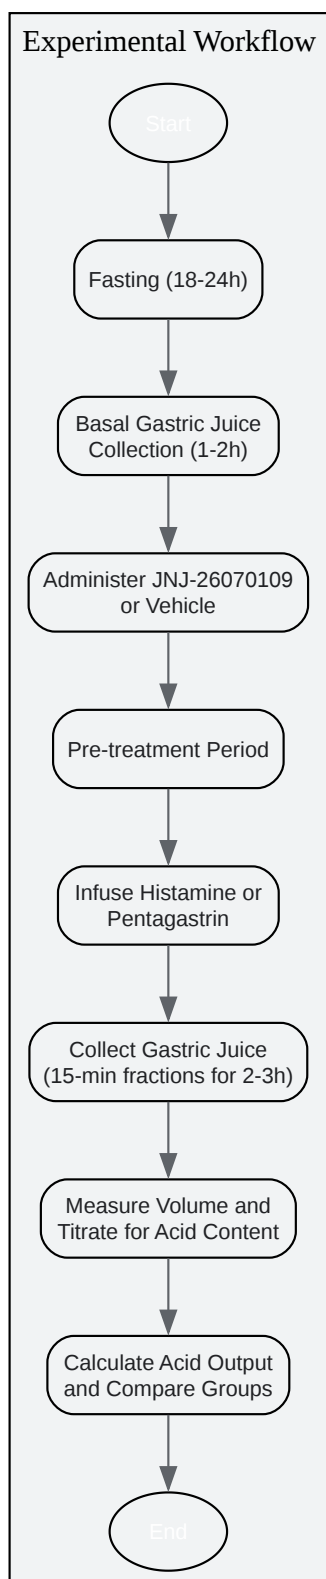 Experimental Workflow
Start
Fasting (18-24h)
Basal Gastric Juice
Collection (1-2h)
Administer JNJ-26070109
or Vehicle
Pre-treatment Period
Infuse Histamine or
Pentagastrin
Collect Gastric Juice
(15-min fractions for 2-3h)
Measure Volume and
Titrate for Acid Content
Calculate Acid Output
and Compare Groups
End